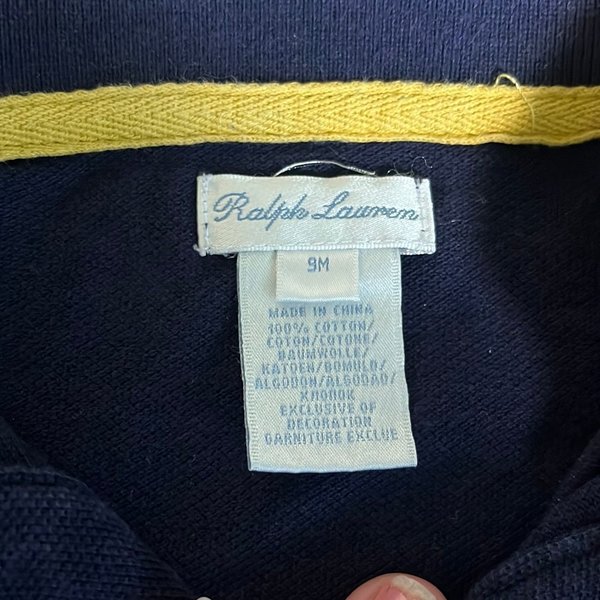 Ralph Lauren
9M
MADE IN CHINA
100% COTTON/
COTON/COTONE/
BAUMWOLLE/
KATOEN/BOMULD/
ALGODON/ALGODAO/
ХЛОПОК
EXCLUSIVE OF
DECORATION
GARNITURE EXCLUE